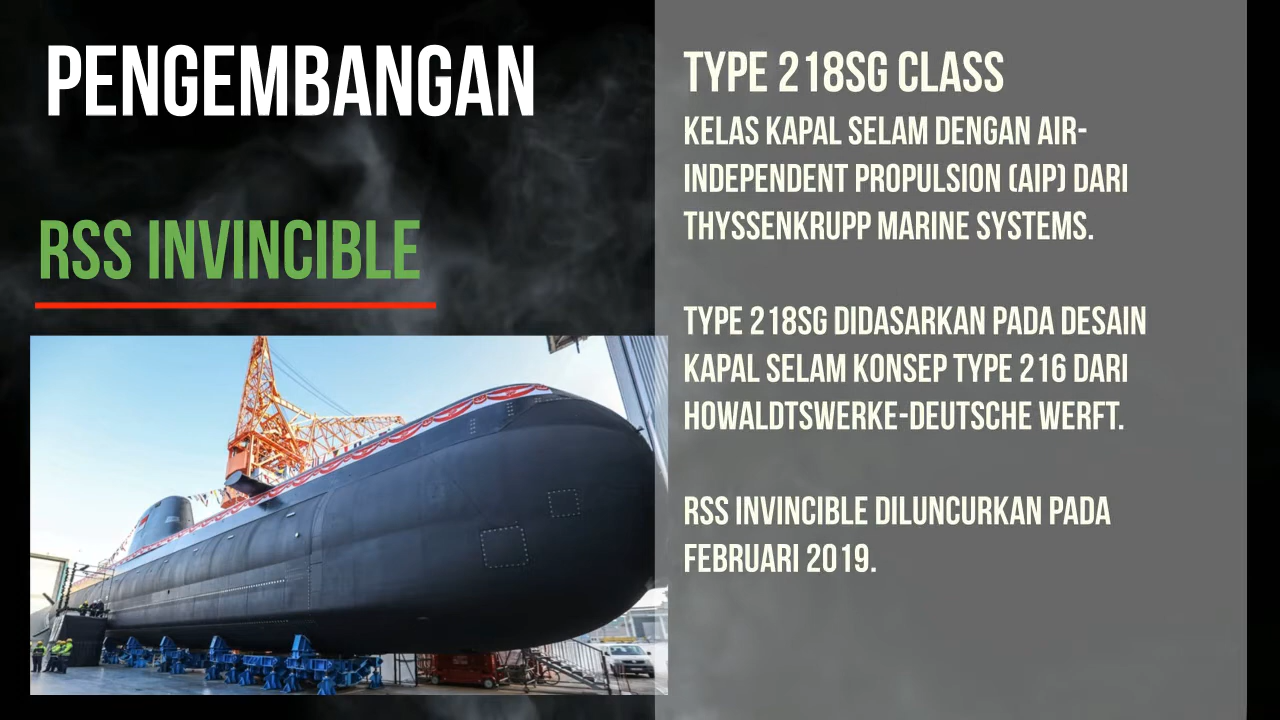 PENGEMBANGAN
RSS INVINCIBLE
TYPE 218SG CLASS
KELAS KAPAL SELAM DENGAN AIR-
INDEPENDENT PROPULSION (AIP) DARI
THYSSENKRUPP MARINE SYSTEMS.
TYPE 218SG DIDASARKAN PADA DESAIN
KAPAL SELAM KONSEP TYPE 216 DARI
HOWALDTSWERKE-DEUTSCHE WERFT.
RSS INVINCIBLE DILUNCURKAN PADA
FEBRUARI 2019.